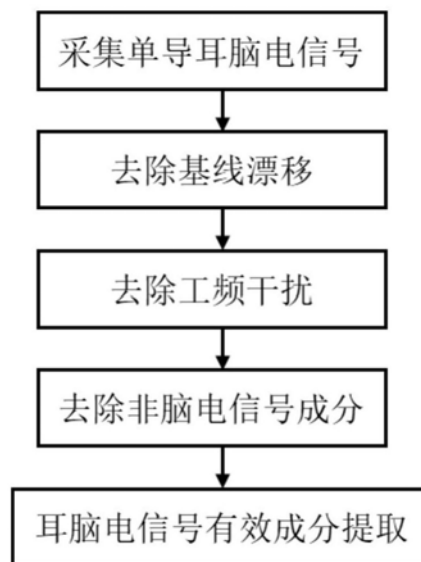 采集单导耳脑电信号
去除基线漂移
去除工频干扰
去除非脑电信号成分
耳脑电信号有效成分提取